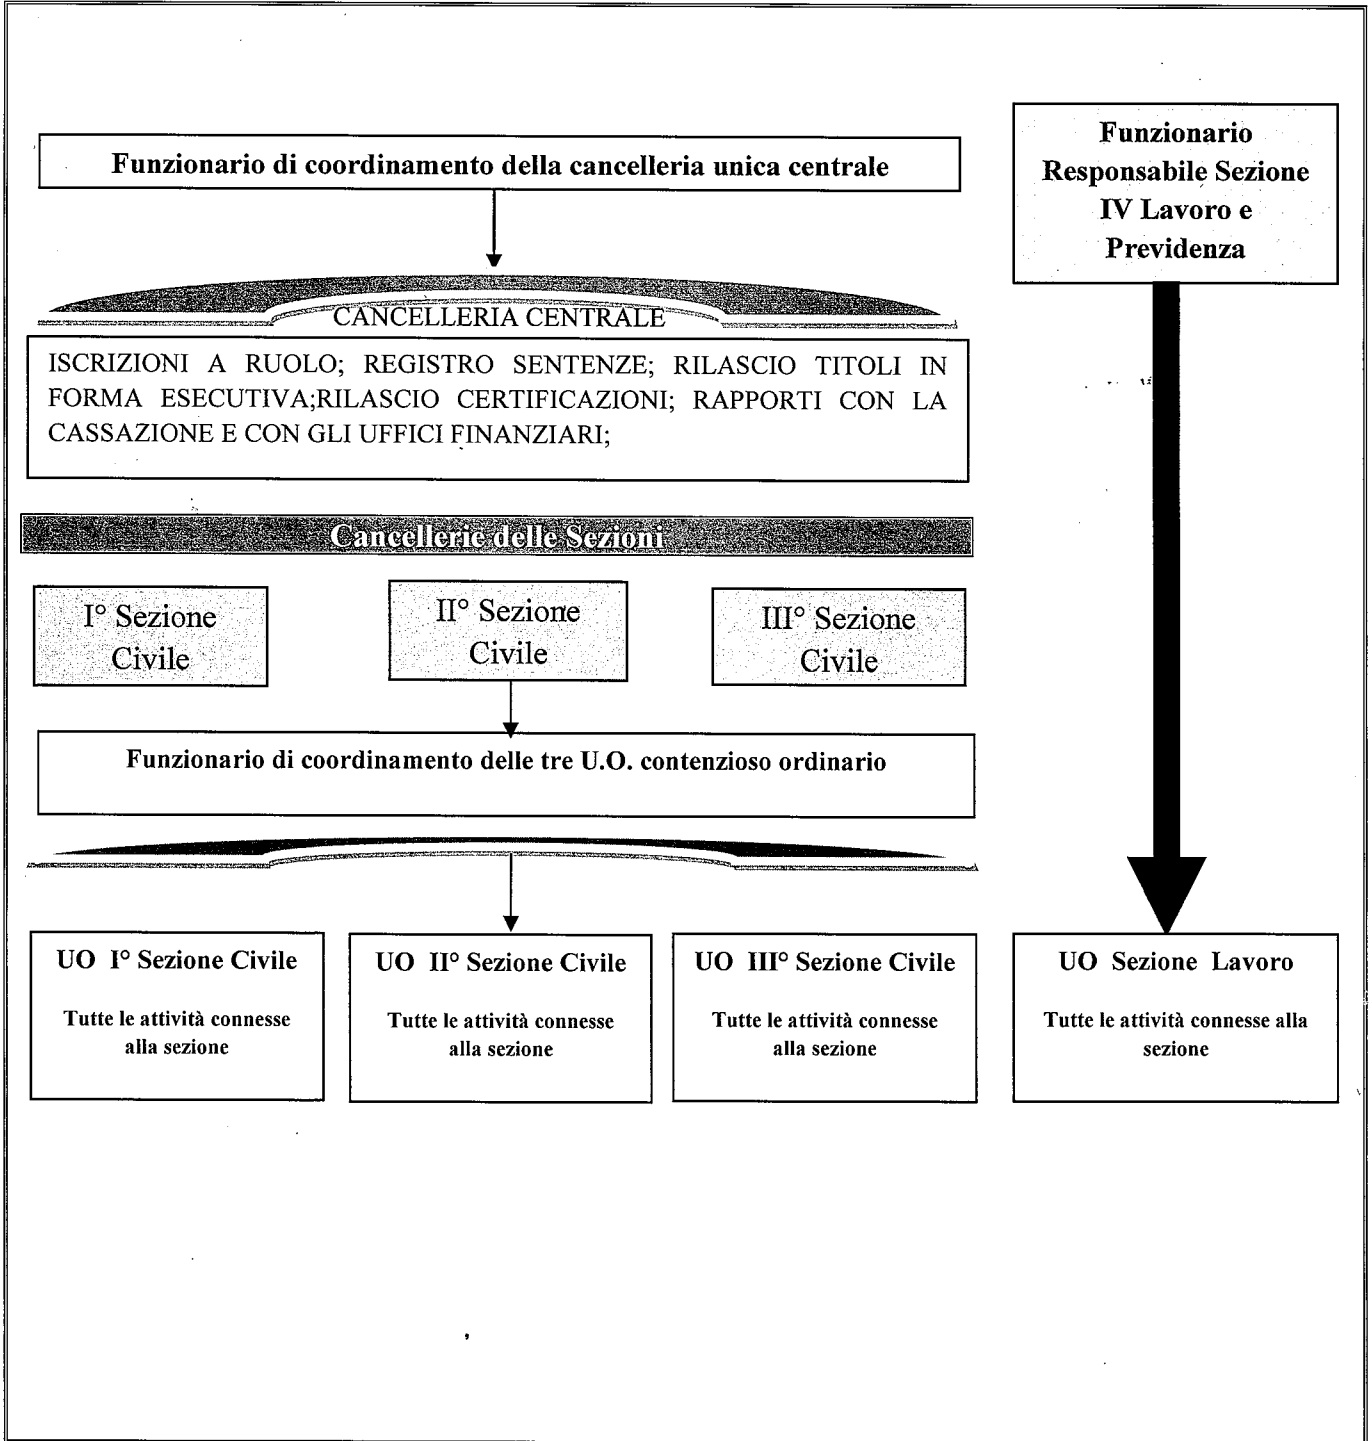 Funzionario di coordinamento della cancelleria unica centrale
Funzionario
Responsabile Sezione
IV Lavoro e
Previdenza
CANCELLERIA CENTRALE
ISCRIZIONI A RUOLO; REGISTRO SENTENZE; RILASCIO TITOLI IN
FORMA ESECUTIVA;RILASCIO CERTIFICAZIONI; RAPPORTI CON LA
CASSAZIONE E CON GLI UFFICI FINANZIARI;
Cancellerie delle Sezioni
I° Sezione
Civile
II° Sezione
Civile
III° Sezione
Civile
Funzionario di coordinamento delle tre U.O. contenzioso ordinario
UO I° Sezione Civile
Tutte le attività connesse
alla sezione
UO II° Sezione Civile
Tutte le attività connesse
alla sezione
UO III° Sezione Civile
Tutte le attività connesse
alla sezione
UO Sezione Lavoro
Tutte le attività connesse alla
sezione